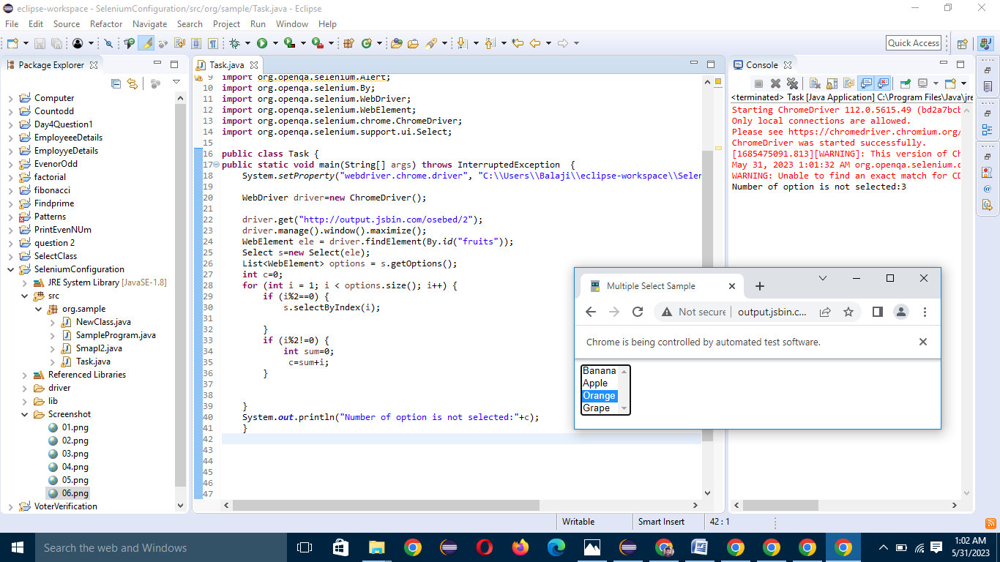 eclipse-workspace - SeleniumConfiguration/src/org/sample/Task.java - Eclipse
File Edit Source Refactor Navigate Search Project Run Window Help
Quick Access
Package Explorer
Computer
Countodd
Day4Question1
EmployeeeDetails
EmployyeDetails
EvenorOdd
factorial
fibonacci
Findprime
Patterns
PrintEvenNUm
question 2
SelectClass
SeleniumConfiguration
JRE System Library [JavaSE-1.8]
src
org.sample
NewClass.java
SampleProgram.java
Smapl2.java
Task.java
Referenced Libraries
driver
lib
Screenshot
01.png
02.png
03.png
04.png
05.png
06.png
VoterVerification
Task.java
9 import org.openqa.selenium.Alert;
10 import org.openqa.selenium.By;
11 import org.openqa.selenium.WebDriver;
12 import org.openqa.selenium.WebElement;
13 import org.openqa.selenium.chrome.ChromeDriver;
14 import org.openqa.selenium.support.ui.Select;
15
16 public class Task {
17 public static void main(String[] args) throws InterruptedException  {
18 System.setProperty("webdriver.chrome.driver", "C:\\Users\\Balaji\\eclipse-workspace\\Selen
19
20 WebDriver driver=new ChromeDriver();
21
22 driver.get("http://output.jsbin.com/osebed/2");
23 driver.manage().window().maximize();
24 WebElement ele = driver.findElement(By.id("fruits"));
25 Select s=new Select(ele);
26 List<WebElement> options = s.getOptions();
27 int c=0;
28 for (int i = 1; i < options.size(); i++) {
29 if (i%2==0) {
30 s.selectByIndex(i);
31
32 }
33 if (i%2!=0) {
34 int sum=0;
35 c=sum+i;
36 }
37
38
39 }
40 System.out.println("Number of option is not selected:"+c);
41 }
42
43
44
45
46
47
Console
<terminated> Task [Java Application] C:\Program Files\Java\jre
Starting ChromeDriver 112.0.5615.49 (bd2a7bcb
Only local connections are allowed.
Please see https://chromedriver.chromium.org/
ChromeDriver was started successfully.
[1685475091.813][WARNING]: This version of Ch
May 31, 2023 1:01:32 AM org.openqa.selenium.d
WARNING: Unable to find an exact match for CD
Number of option is not selected:3
Multiple Select Sample
Not secure output.jsbin.c...
Chrome is being controlled by automated test software.
Banana
Apple
Orange
Grape
Writable Smart Insert 42 : 1
Search the web and Windows
1:02 AM
5/31/2023